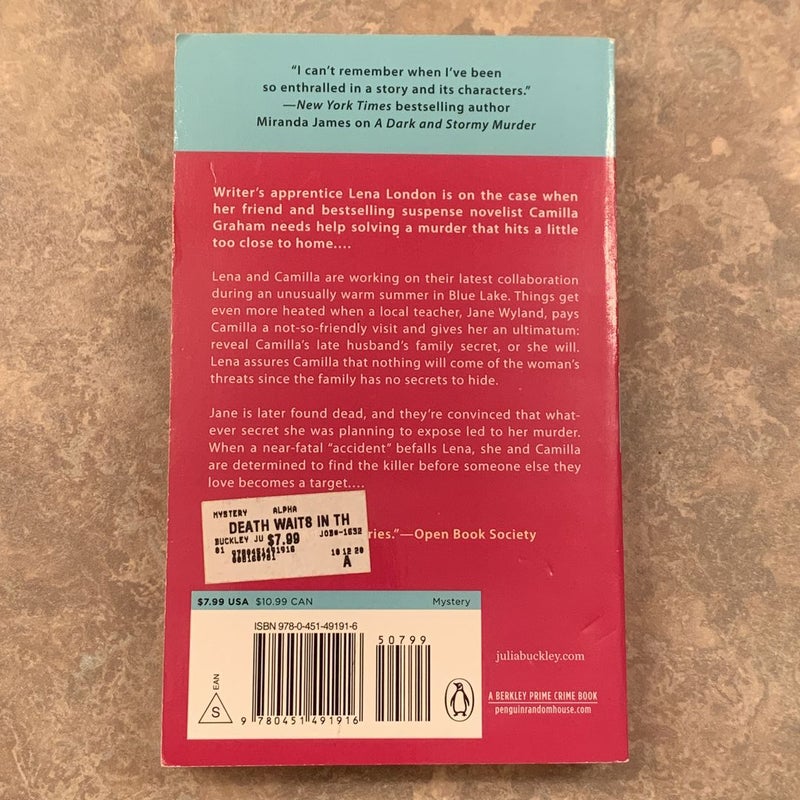 “I can’t remember when I’ve been
so enthralled in a story and its characters.”
—New York Times bestselling author
Miranda James on A Dark and Stormy Murder
Writer’s apprentice Lena London is on the case when
her friend and bestselling suspense novelist Camilla
Graham needs help solving a murder that hits a little
too close to home....
Lena and Camilla are working on their latest collaboration
during an unusually warm summer in Blue Lake. Things get
even more heated when a local teacher, Jane Wyland, pays
Camilla a not-so-friendly visit and gives her an ultimatum:
reveal Camilla’s late husband’s family secret, or she will.
Lena assures Camilla that nothing will come of the woman’s
threats since the family has no secrets to hide.
Jane is later found dead, and they’re convinced that what-
ever secret she was planning to expose led to her murder.
When a near-fatal “accident” befalls Lena, she and Camilla
are determined to find the killer before someone else they
love becomes a target....
MYSTERY ALPHA
DEATH WAITS IN TH
BUCKLEY JU $7.99 JOB#-1632
01 9780451491916
10 12 20
A
ries.”—Open Book Society
$7.99 USA $10.99 CAN Mystery
ISBN 978-0-451-49191-6
50799
EAN
S
9 780451 491916
juliabuckley.com
A BERKLEY PRIME CRIME BOOK
penguinrandomhouse.com